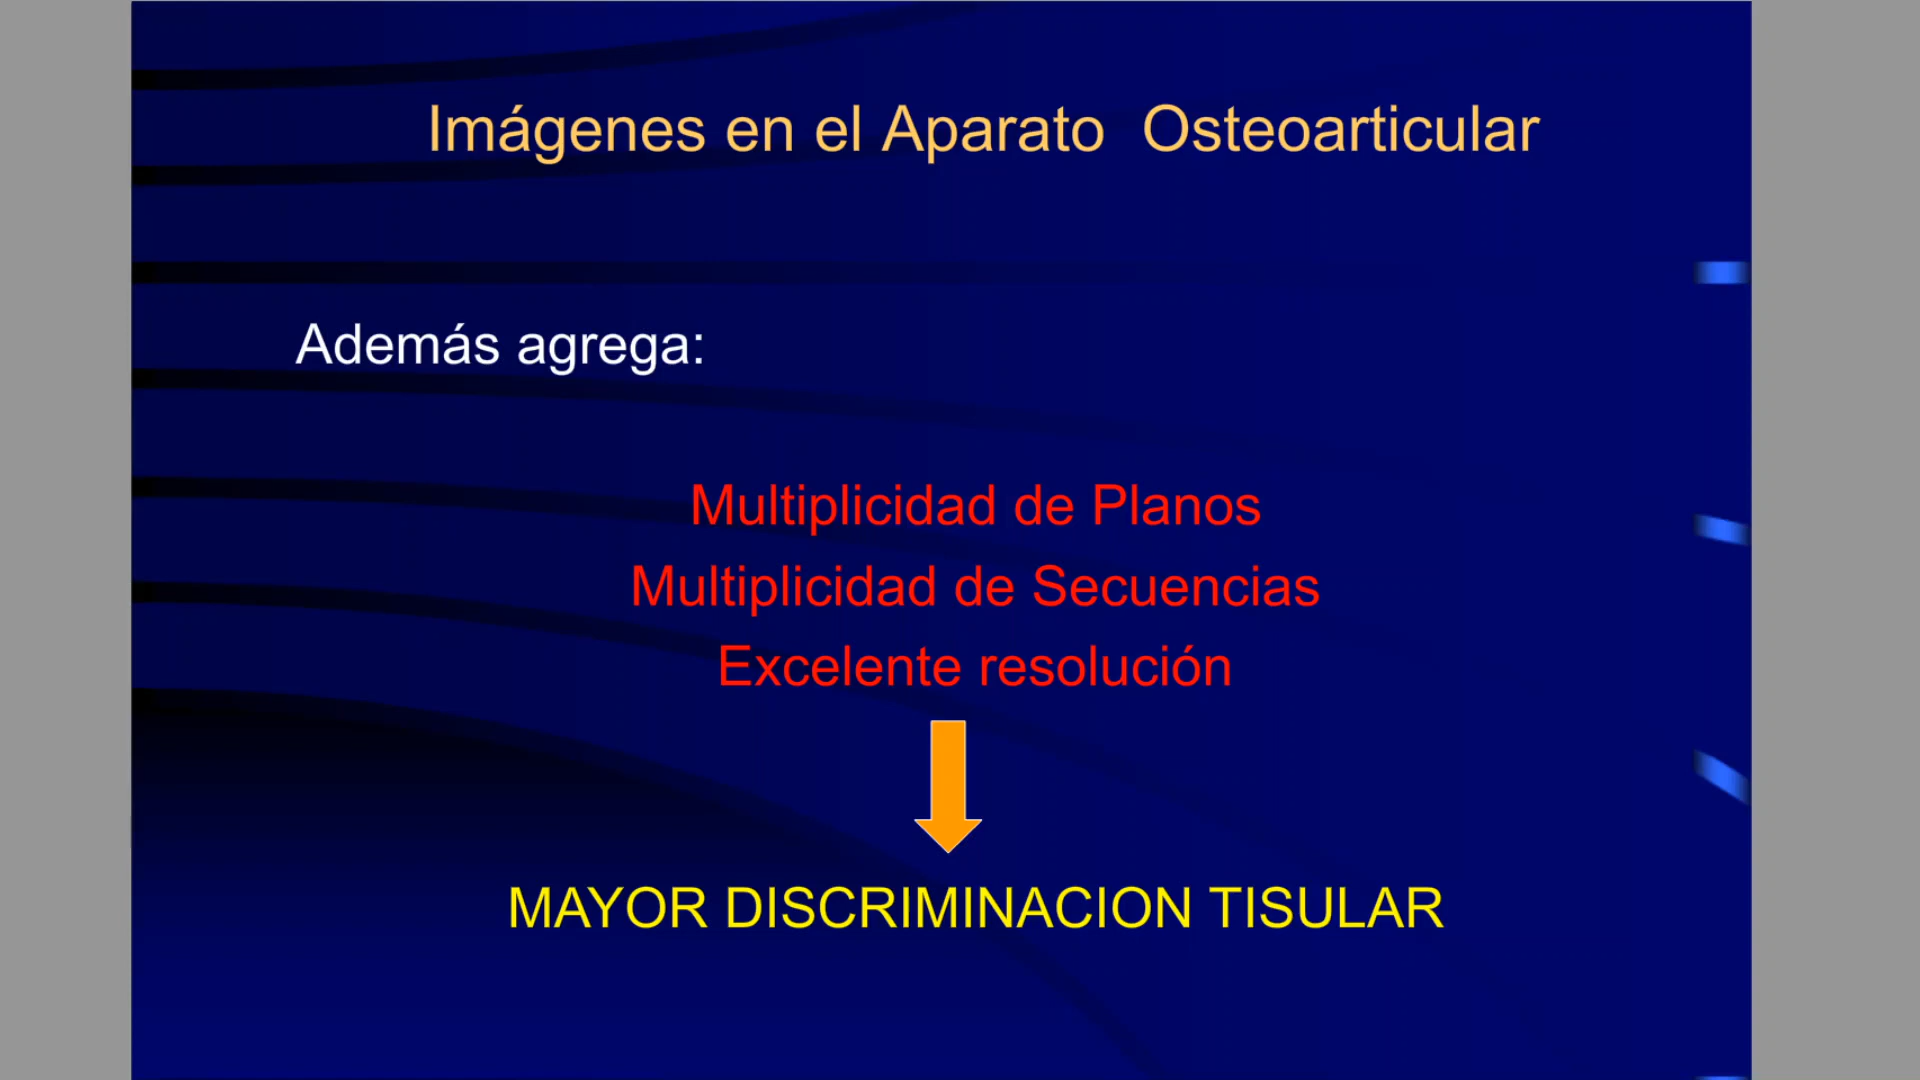 Imágenes en el Aparato  Osteoarticular
Además agrega:
Multiplicidad de Planos
Multiplicidad de Secuencias
Excelente resolución
MAYOR DISCRIMINACION TISULAR